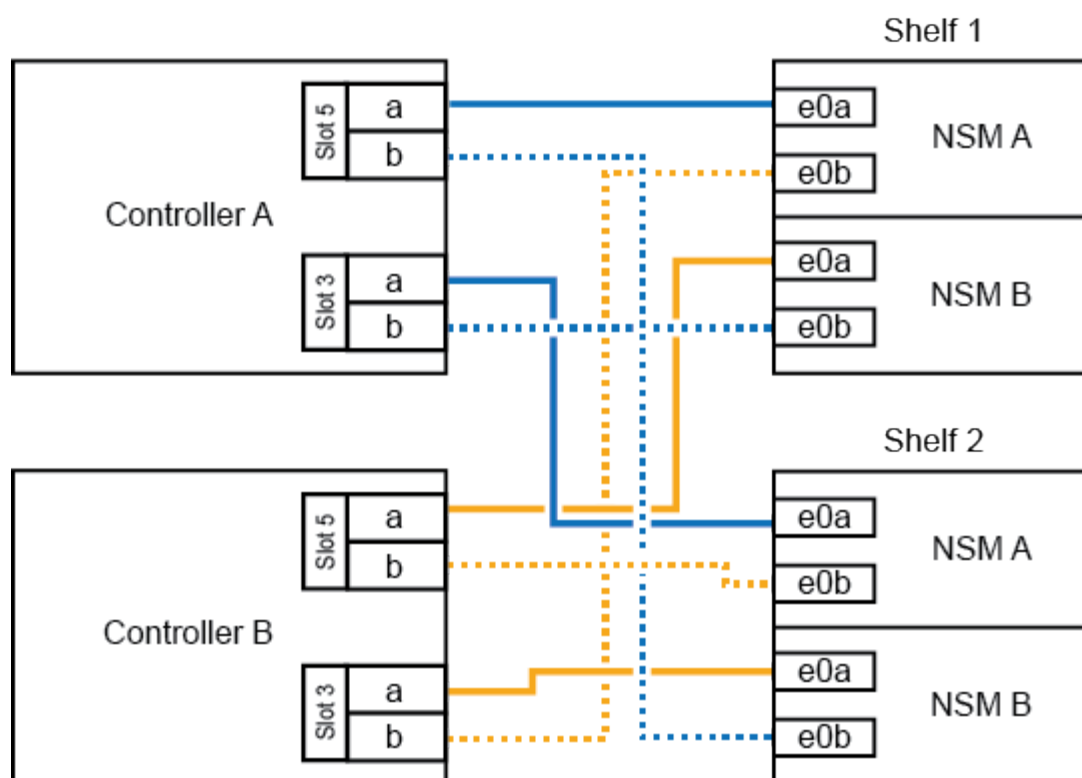 Shelf 1
Controller A
Slot 5
a
b
Slot 3
a
b
e0a
e0b
NSM A
e0a
e0b
NSM B
Shelf 2
Controller B
Slot 5
a
b
Slot 3
a
b
e0a
e0b
NSM A
e0a
e0b
NSM B